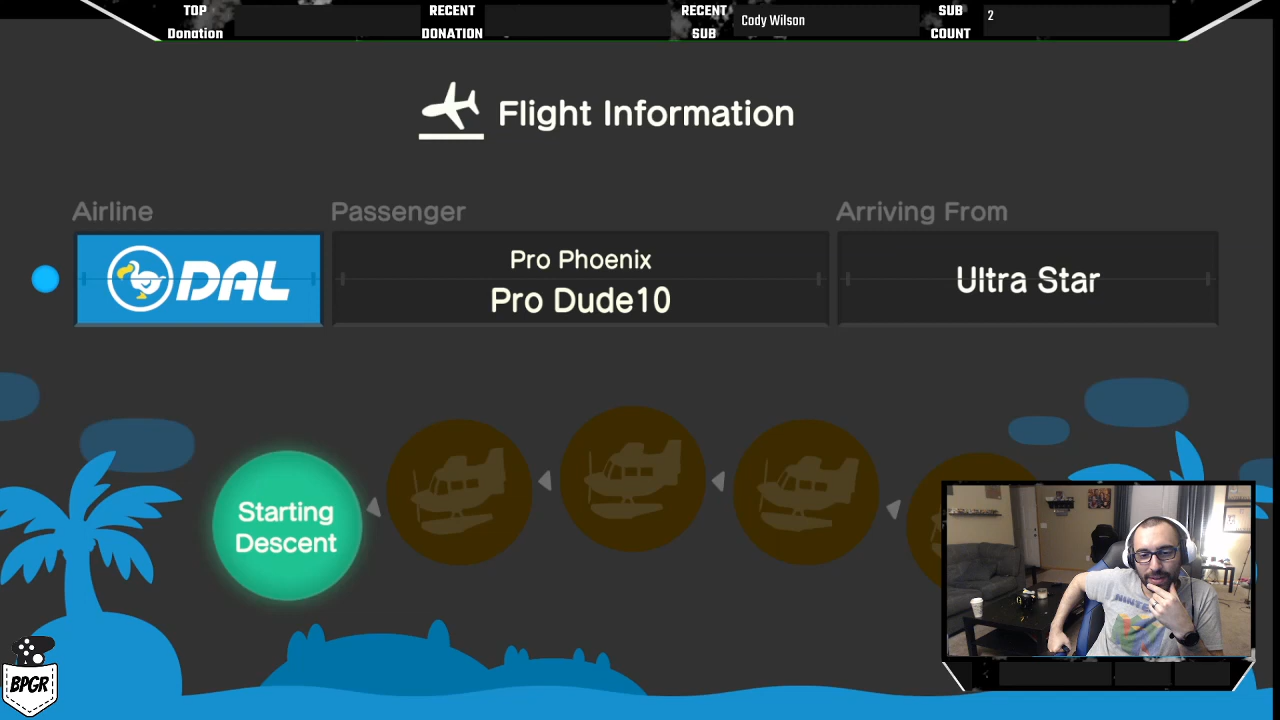 TOP
Donation
RECENT
DONATION
RECENT
SUB
Cody Wilson
SUB
COUNT
2
Flight Information
Airline
Passenger
Arriving From
DAL
Pro Phoenix
Pro Dude10
Ultra Star
Starting
Descent
BPGR